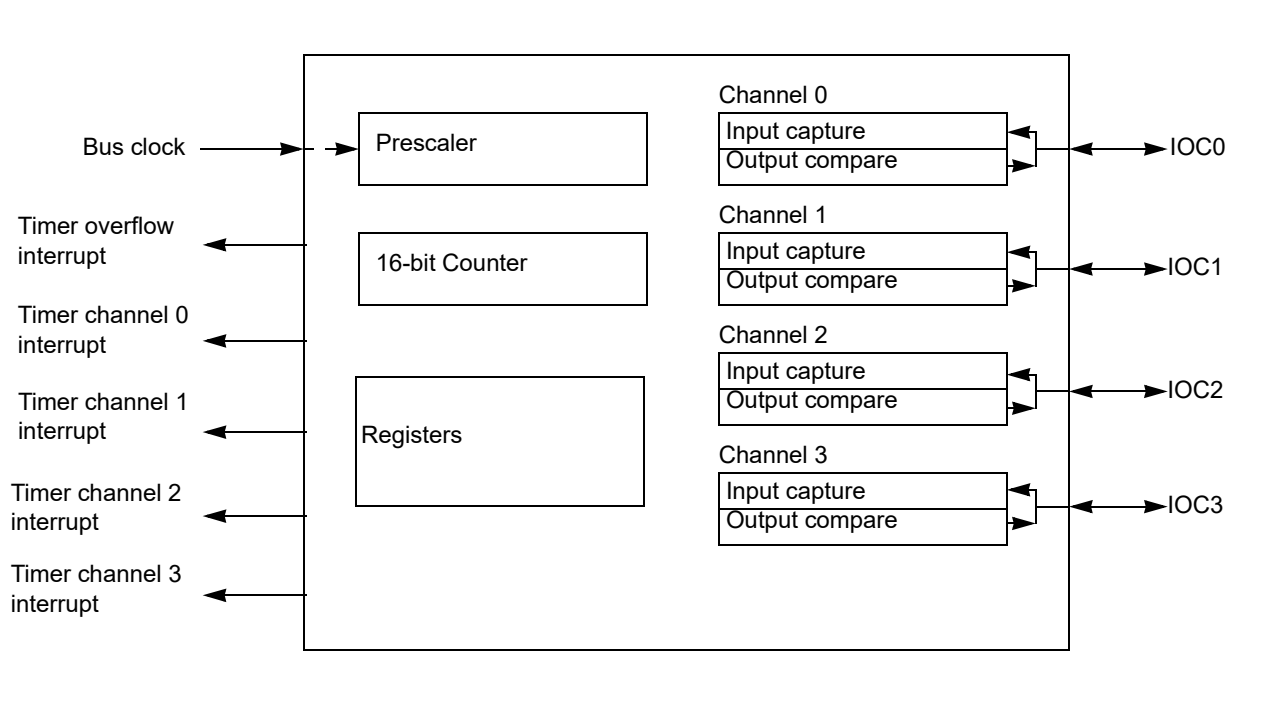 Bus clock
Timer overflow
interrupt
Timer channel 0
interrupt
Timer channel 1
interrupt
Timer channel 2
interrupt
Timer channel 3
interrupt
Prescaler
16-bit Counter
Registers
Channel 0
Input capture
Output compare
IOC0
Channel 1
Input capture
Output compare
IOC1
Channel 2
Input capture
Output compare
IOC2
Channel 3
Input capture
Output compare
IOC3